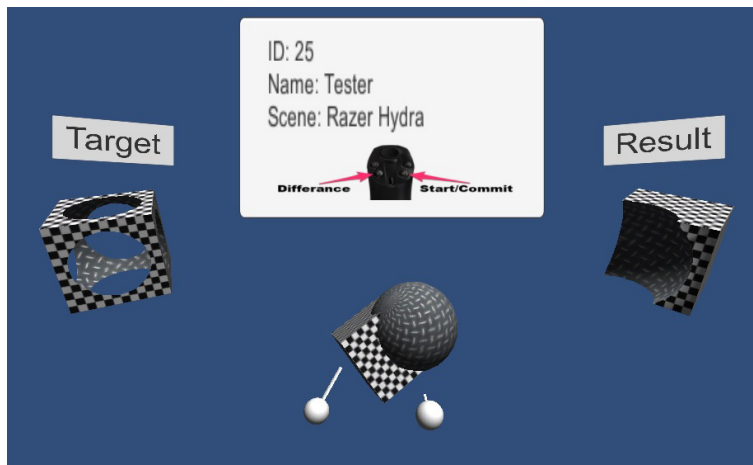 ID: 25
Name: Tester
Scene: Razer Hydra
Differance Start/Commit
Target
Result